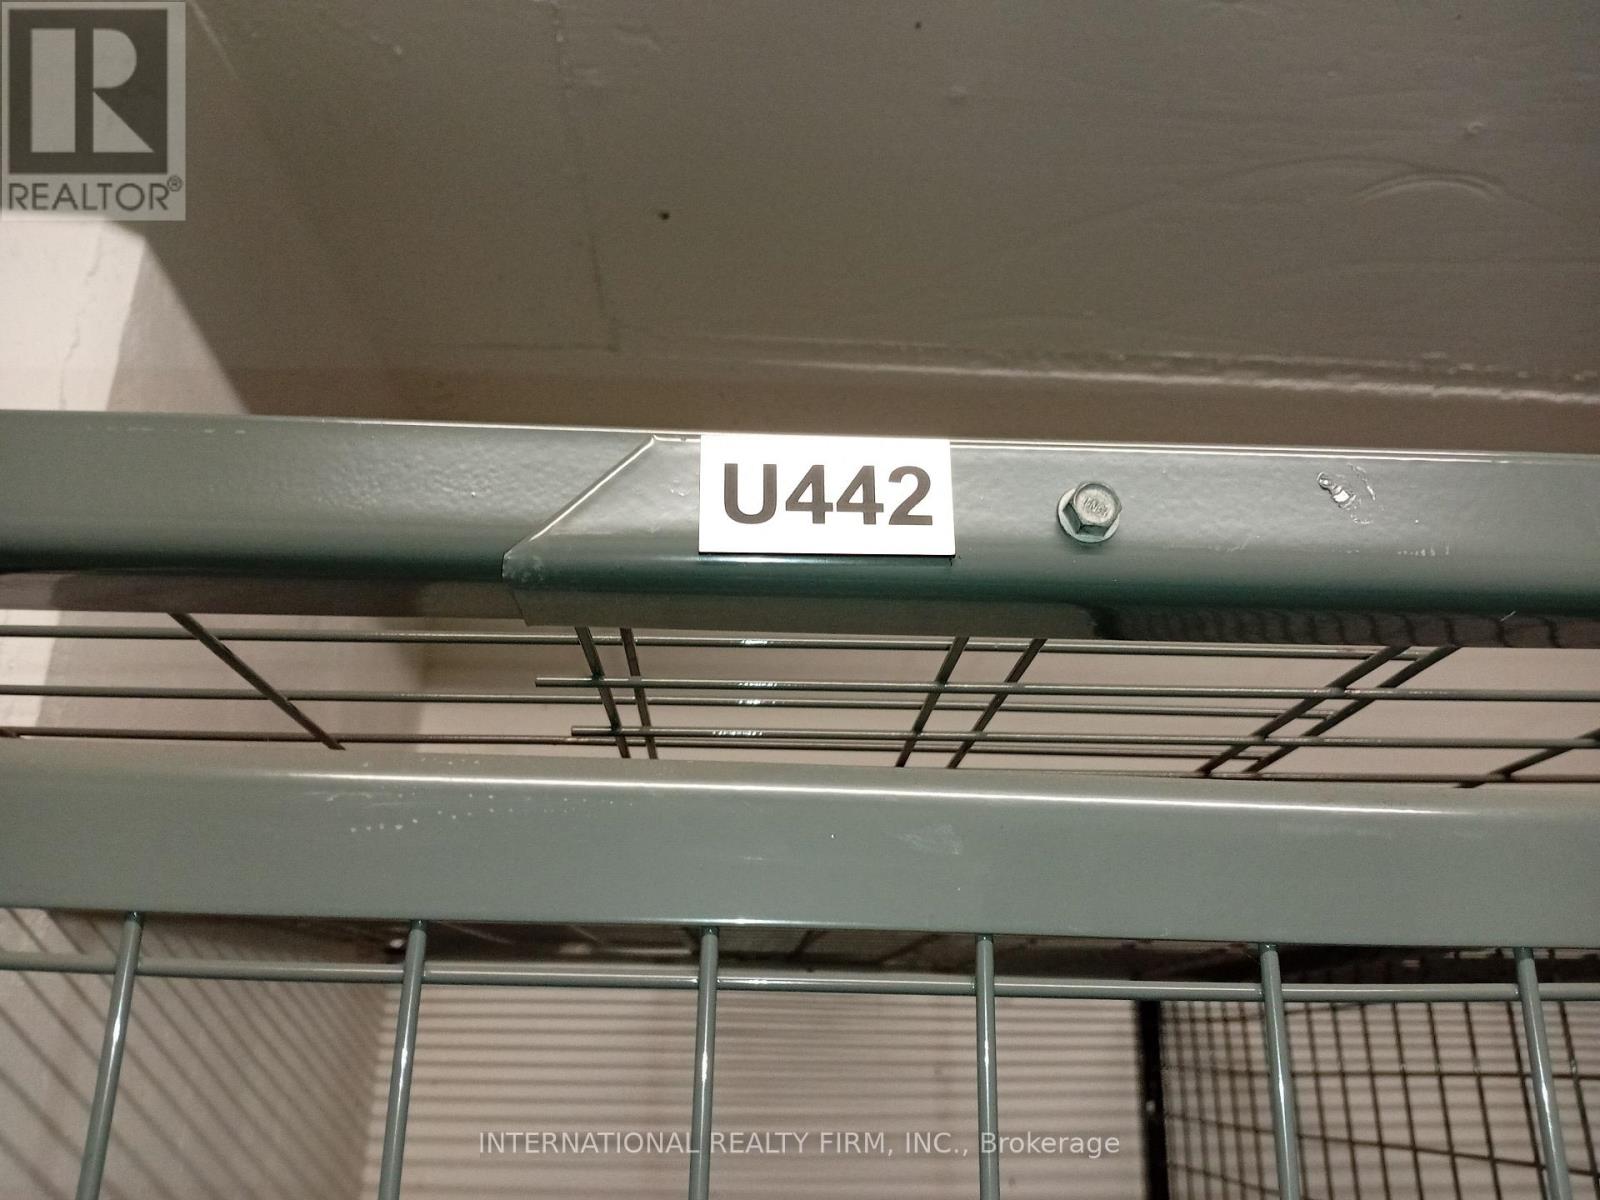 REALTOR®
U442
INTERNATIONAL REALTY FIRM, INC., Brokerage